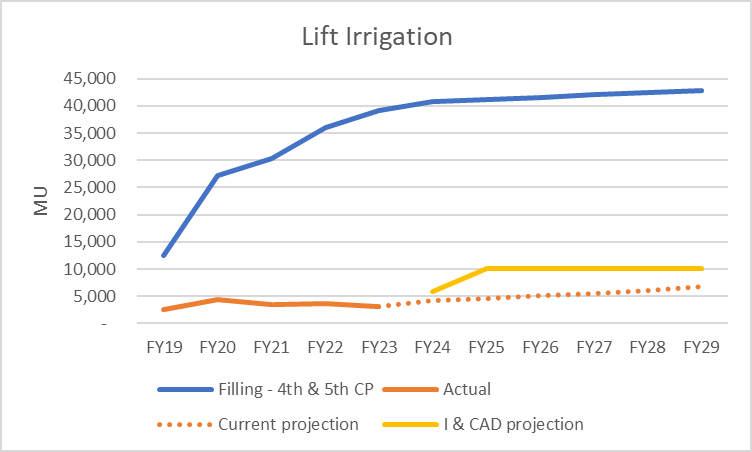 Lift Irrigation
45,000
40,000
35,000
30,000
25,000
20,000
15,000
10,000
5,000
-
MU
FY19 FY20 FY21 FY22 FY23 FY24 FY25 FY26 FY27 FY28 FY29
Filling - 4th & 5th CP Actual
Current projection I & CAD projection